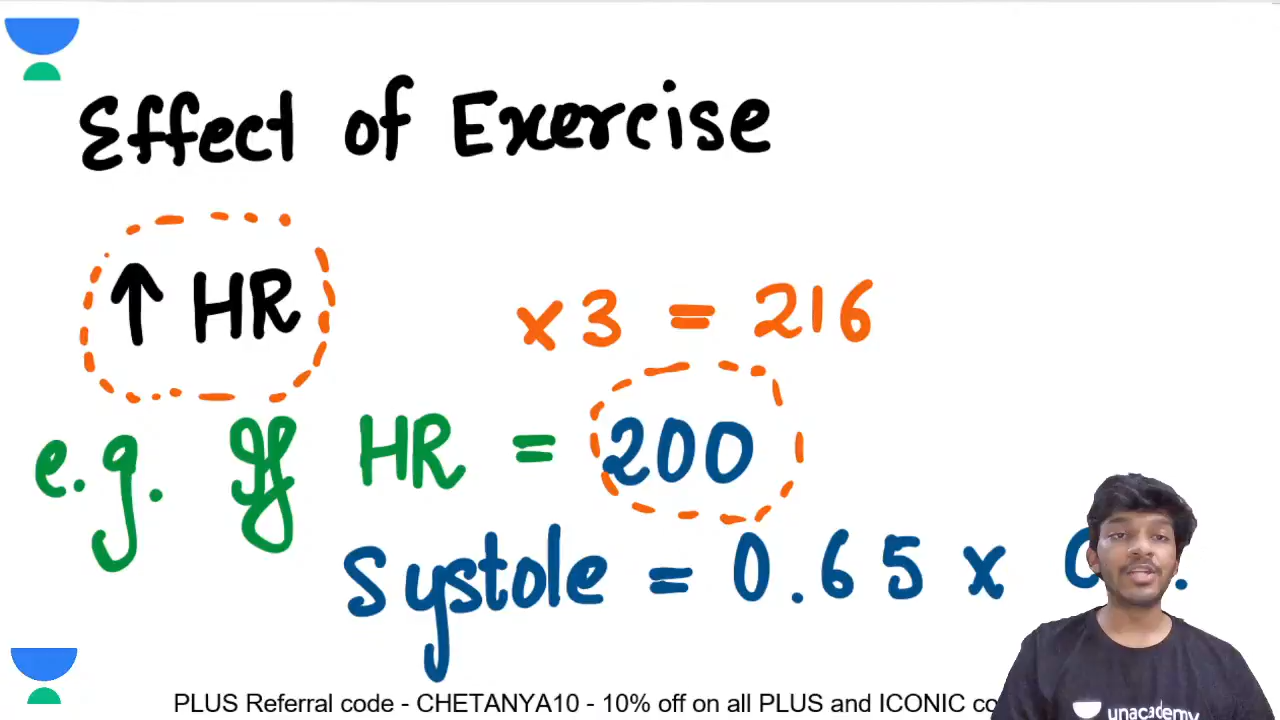 Effect of Exercise
↑ HR
×3 = 216
e.g. If HR = 200
systole = 0.65 x
PLUS Referral code - CHETANYA10 - 10% off on all PLUS and ICONIC
unacademy